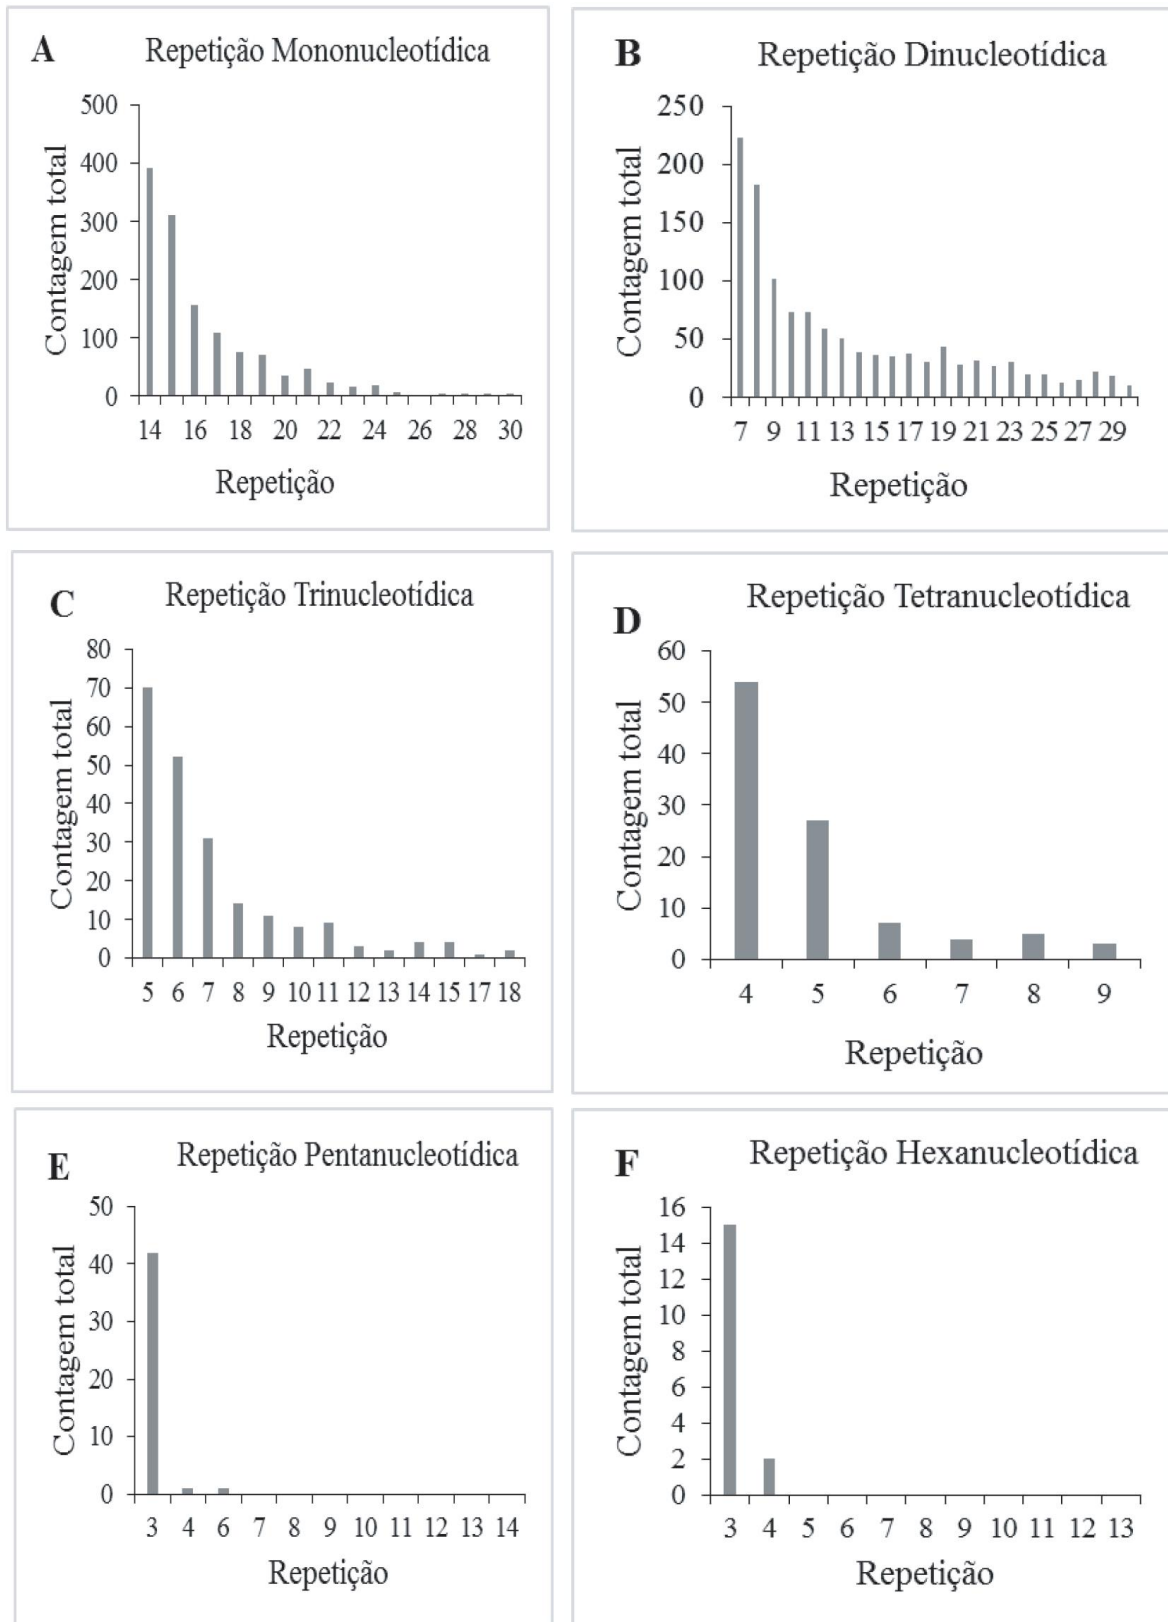 A Repetição Mononucleotídica
Contagem total
500
400
300
200
100
0
14 16 18 20 22 24 26 28 30
Repetição
B Repetição Dinucleotídica
Contagem total
250
200
150
100
50
0
7 9 11 13 15 17 19 21 23 25 27 29
Repetição
C Repetição Trinucleotídica
Contagem total
80
70
60
50
40
30
20
10
0
5 6 7 8 9 10 11 12 13 14 15 17 18
Repetição
D Repetição Tetranucleotídica
Contagem total
60
50
40
30
20
10
0
4 5 6 7 8 9
Repetição
E Repetição Pentanucleotídica
Contagem total
50
40
30
20
10
0
3 4 6 7 8 9 10 11 12 13 14
Repetição
F Repetição Hexanucleotídica
Contagem total
16
14
12
10
8
6
4
2
0
3 4 5 6 7 8 9 10 11 12 13
Repetição